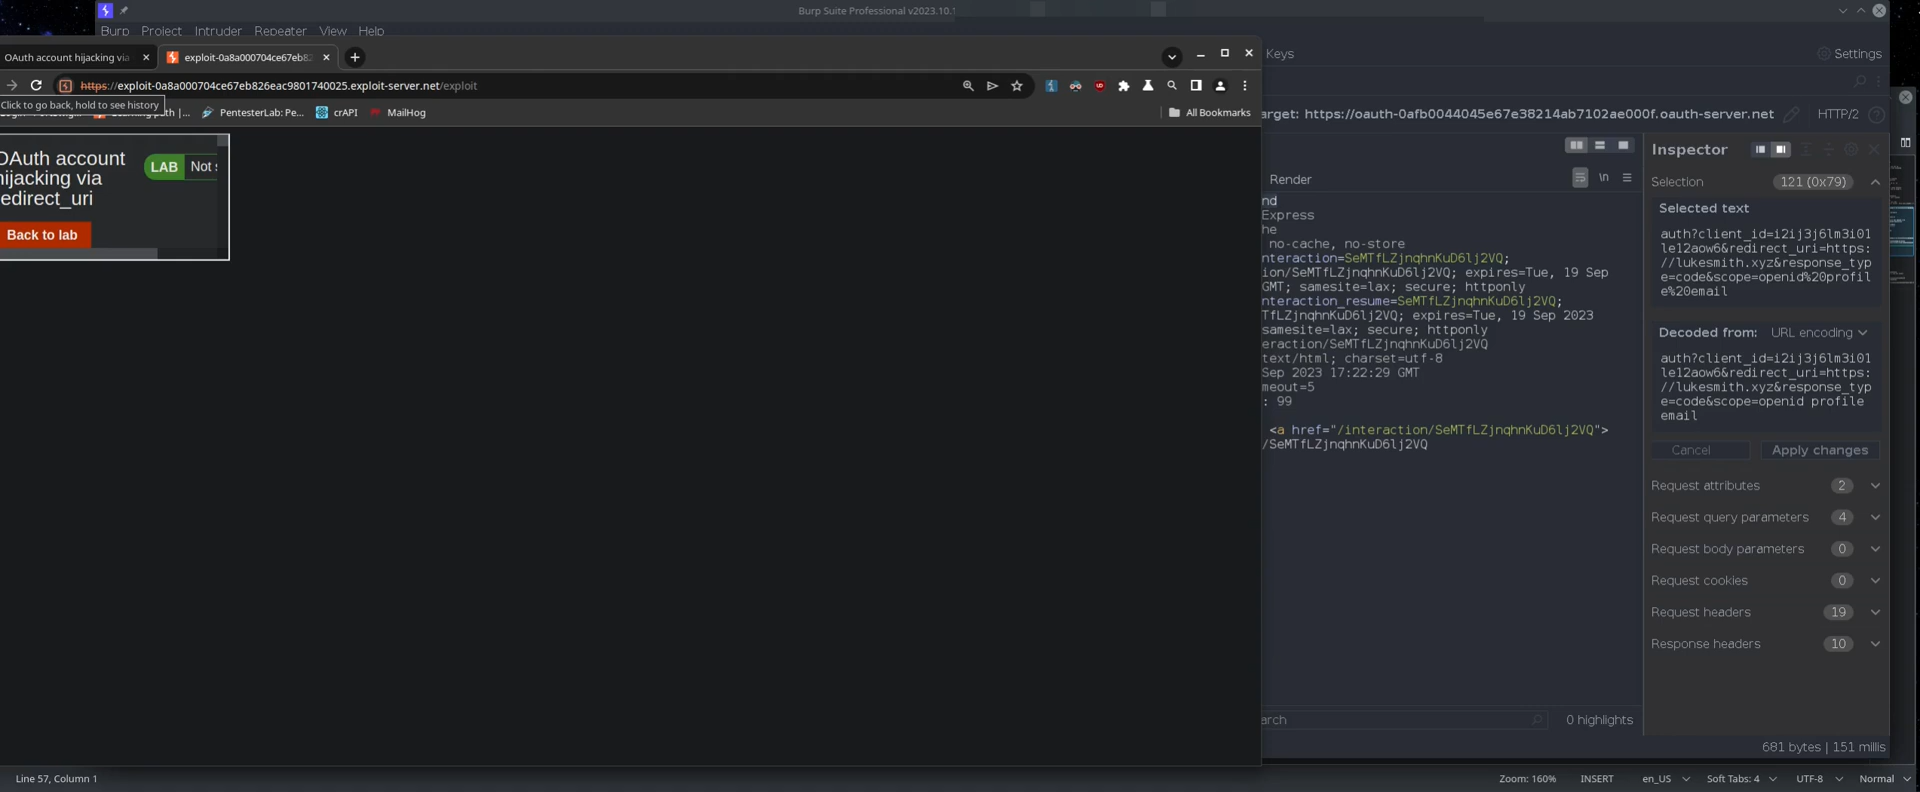 Burp Suite Professional v2023.10.1
Burp Project Intruder Repeater View Help
OAuth account hijacking via
exploit-0a8a000704ce67eb82
Keys
Settings
https://exploit-0a8a000704ce67eb826eac9801740025.exploit-server.net/exploit
Click to go back, hold to see history
PentesterLab: Pe...
crAPI
MailHog
All Bookmarks
arget: https://oauth-0afb0044045e67e38214ab7102ae000f.oauth-server.net
HTTP/2
OAuth account
hijacking via
redirect_uri
LAB Not s
Back to lab
Render
\n
nd
Express
he
no-cache, no-store
nteraction=SeMTfLZjnqhnKuD6lj2VQ;
ion/SeMTfLZjnqhnKuD6lj2VQ; expires=Tue, 19 Sep
GMT; samesite=lax; secure; httponly
nteraction_resume=SeMTfLZjnqhnKuD6lj2VQ;
TfLZjnqhnKuD6lj2VQ; expires=Tue, 19 Sep 2023
samesite=lax; secure; httponly
eraction/SeMTfLZjnqhnKuD6lj2VQ
text/html; charset=utf-8
Sep 2023 17:22:29 GMT
meout=5
: 99
<a href="/interaction/SeMTfLZjnqhnKuD6lj2VQ">
/SeMTfLZjnqhnKuD6lj2VQ
arch
0 highlights
Inspector
Selection
121 (0x79)
Selected text
auth?client_id=i2ij3j6lm3i01
le12aow6&redirect_uri=https:
//lukesmith.xyz&response_typ
e=code&scope=openid%20profil
e%20email
Decoded from: URL encoding
auth?client_id=i2ij3j6lm3i01
le12aow6&redirect_uri=https:
//lukesmith.xyz&response_typ
e=code&scope=openid profile
email
Cancel
Apply changes
Request attributes 2
Request query parameters 4
Request body parameters 0
Request cookies 0
Request headers 19
Response headers 10
681 bytes | 151 millis
Line 57, Column 1
Zoom: 160%
INSERT
en_US
Soft Tabs: 4
UTF-8
Normal